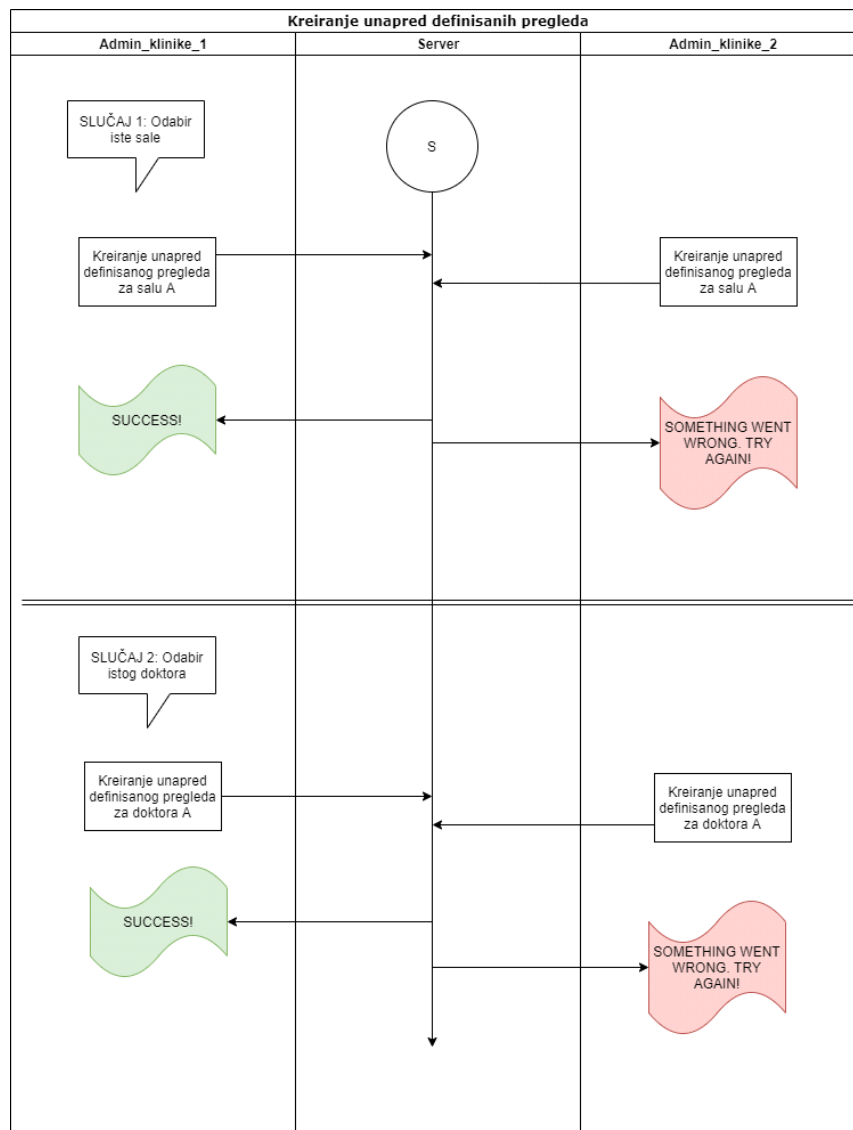 Kreiranje unapred definisanih pregleda
Admin_klinike_1
Server
Admin_klinike_2
SLUČAJ 1: Odabir
iste sale
S
Kreiranje unapred
definisanog pregleda
za salu A
Kreiranje unapred
definisanog pregleda
za salu A
SUCCESS!
SOMETHING WENT
WRONG. TRY
AGAIN!
SLUČAJ 2: Odabir
istog doktora
Kreiranje unapred
definisanog pregleda
za doktora A
Kreiranje unapred
definisanog pregleda
za doktora A
SUCCESS!
SOMETHING WENT
WRONG. TRY
AGAIN!